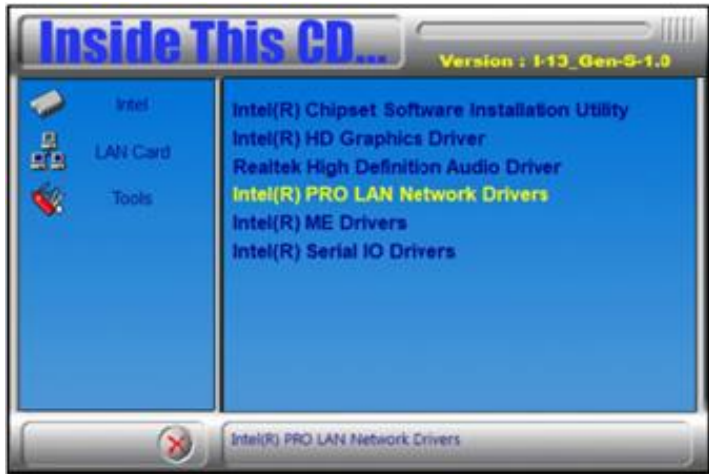 Inside This CD...
Version : I-13_Gen-S-1.0
Intel
LAN Card
Tools
Intel(R) Chipset Software Installation Utility
Intel(R) HD Graphics Driver
Realtek High Definition Audio Driver
Intel(R) PRO LAN Network Drivers
Intel(R) ME Drivers
Intel(R) Serial IO Drivers
Intel(R) PRO LAN Network Drivers